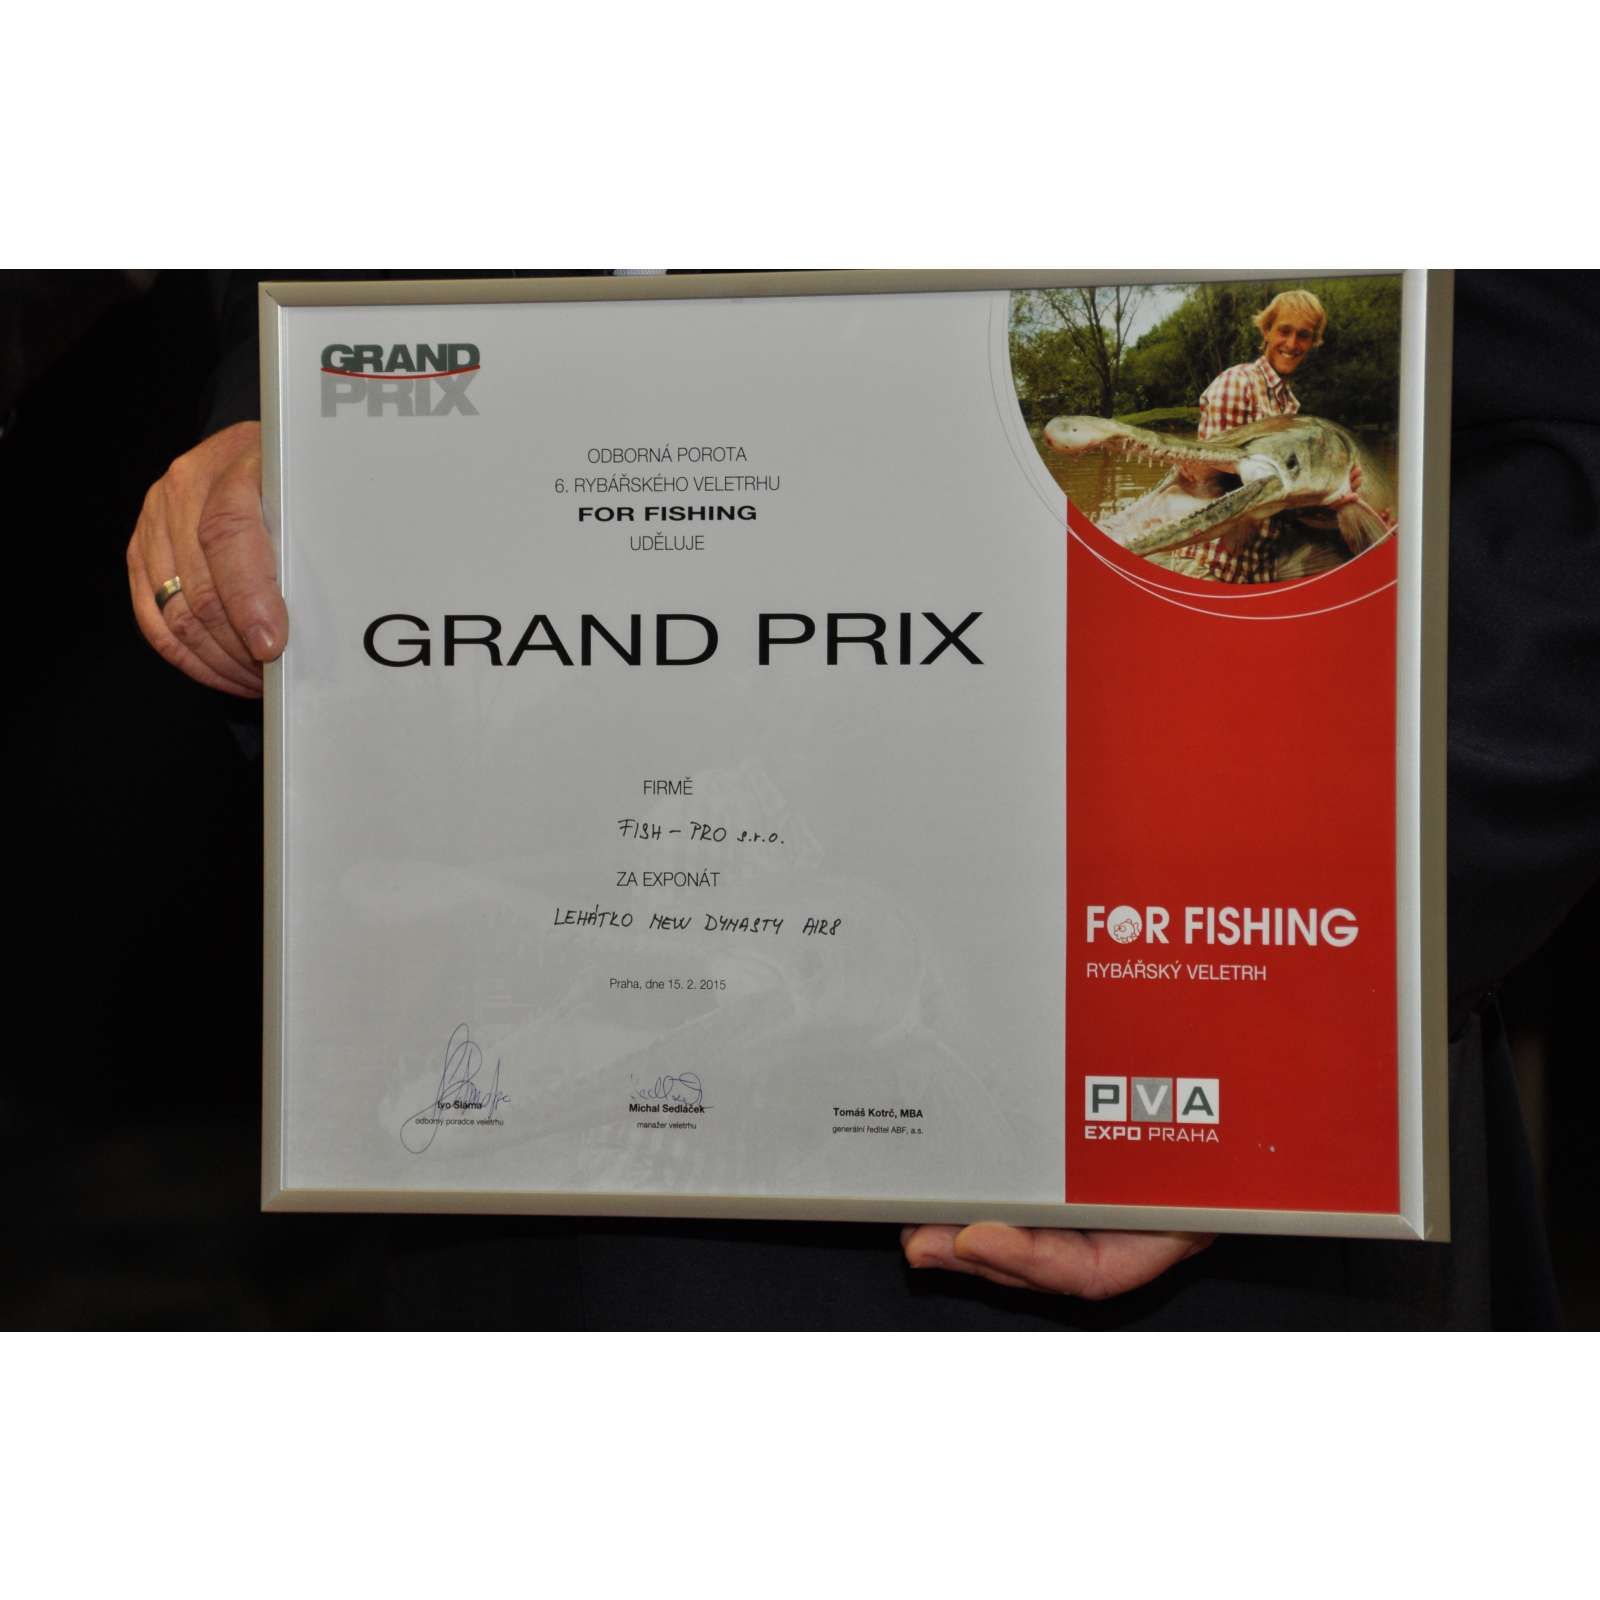 GRAND
PRIX
ODBORNÁ POROTA
6. RYBÁŘSKÉHO VELETRHU
FOR FISHING
UDĚLUJE
GRAND PRIX
FIRMĚ
FISH - PRO s.r.o.
ZA EXPONÁT
LEHÁTKO NEW DYNASTY AIR8
Praha, dne 15. 2. 2015
Ivo Sláma
odborný poradce veletrhu
Michal Sedláček
manažer veletrhu
Tomáš Kotrč, MBA
generální ředitel ABF, a.s.
FOR FISHING
RYBÁŘSKÝ VELETRH
PVA
EXPO PRAHA